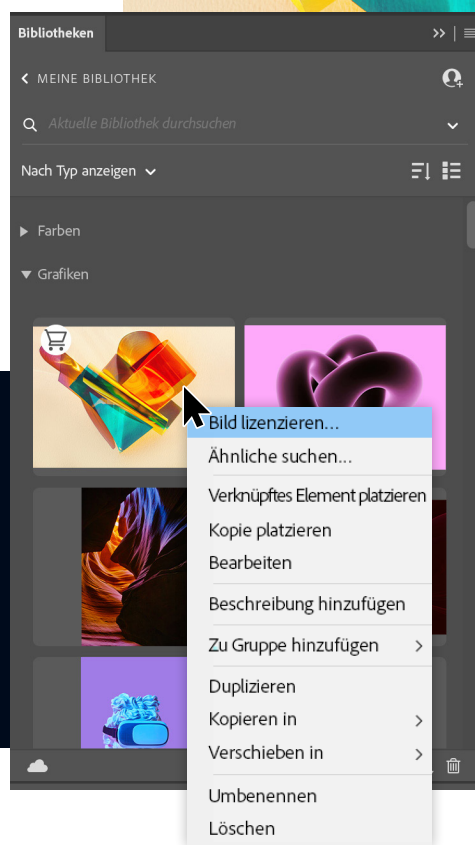 Bibliotheken
MEINE BIBLIOTHEK
Aktuelle Bibliothek durchsuchen
Nach Typ anzeigen
Farben
Grafiken
Bild lizenzieren...
Ähnliche suchen...
Verknüpftes Element platzieren
Kopie platzieren
Bearbeiten
Beschreibung hinzufügen
Zu Gruppe hinzufügen
Duplizieren
Kopieren in
Verschieben in
Umbenennen
Löschen